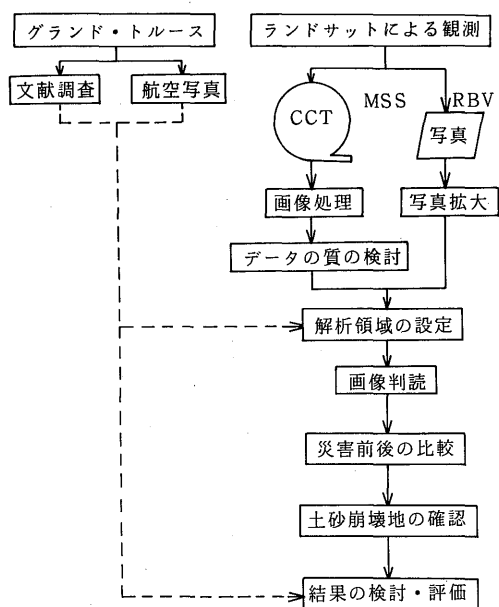 グランド・トルース
ランドサットによる観測
文献調査
航空写真
CCT
MSS
RBV
写真
画像処理
写真拡大
データの質の検討
解析領域の設定
画像判読
災害前後の比較
土砂崩壊地の確認
結果の検討・評価